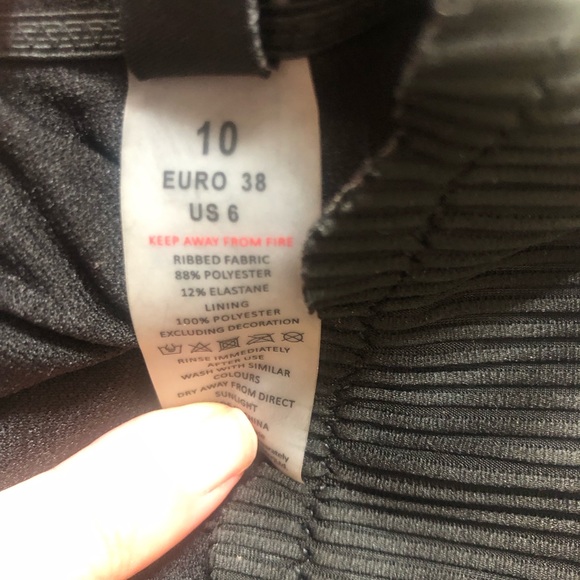 10
EURO 38
US 6
KEEP AWAY FROM FIRE
RIBBED FABRIC
88% POLYESTER
12% ELASTANE
LINING
100% POLYESTER
EXCLUDING DECORATION
RINSE IMMEDIATELY
AFTER USE
WASH WITH SIMILAR
COLOURS
DRY AWAY FROM DIRECT
SUNLIGHT